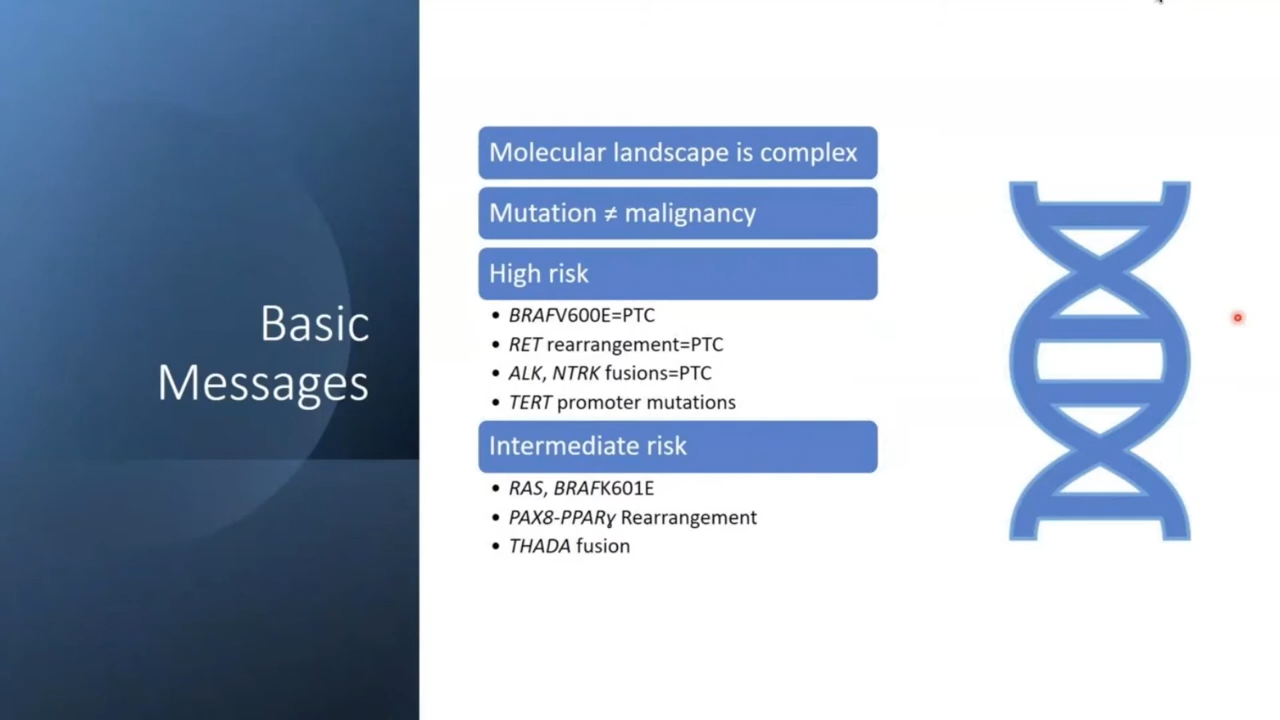 Basic
Messages
Molecular landscape is complex
Mutation ≠ malignancy
High risk
• BRAFV600E=PTC
• RET rearrangement=PTC
• ALK, NTRK fusions=PTC
• TERT promoter mutations
Intermediate risk
• RAS, BRAFK601E
• PAX8-PPARɣ Rearrangement
• THADA fusion